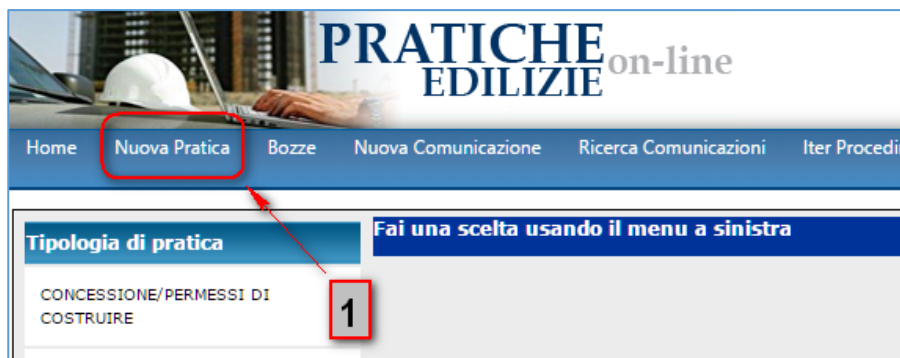 PRATICHE
EDILIZIE on-line
Home Nuova Pratica Bozze Nuova Comunicazione Ricerca Comunicazioni Iter Procedi
Tipologia di pratica
Fai una scelta usando il menu a sinistra
CONCESSIONE/PERMESSI DI
COSTRUIRE
1